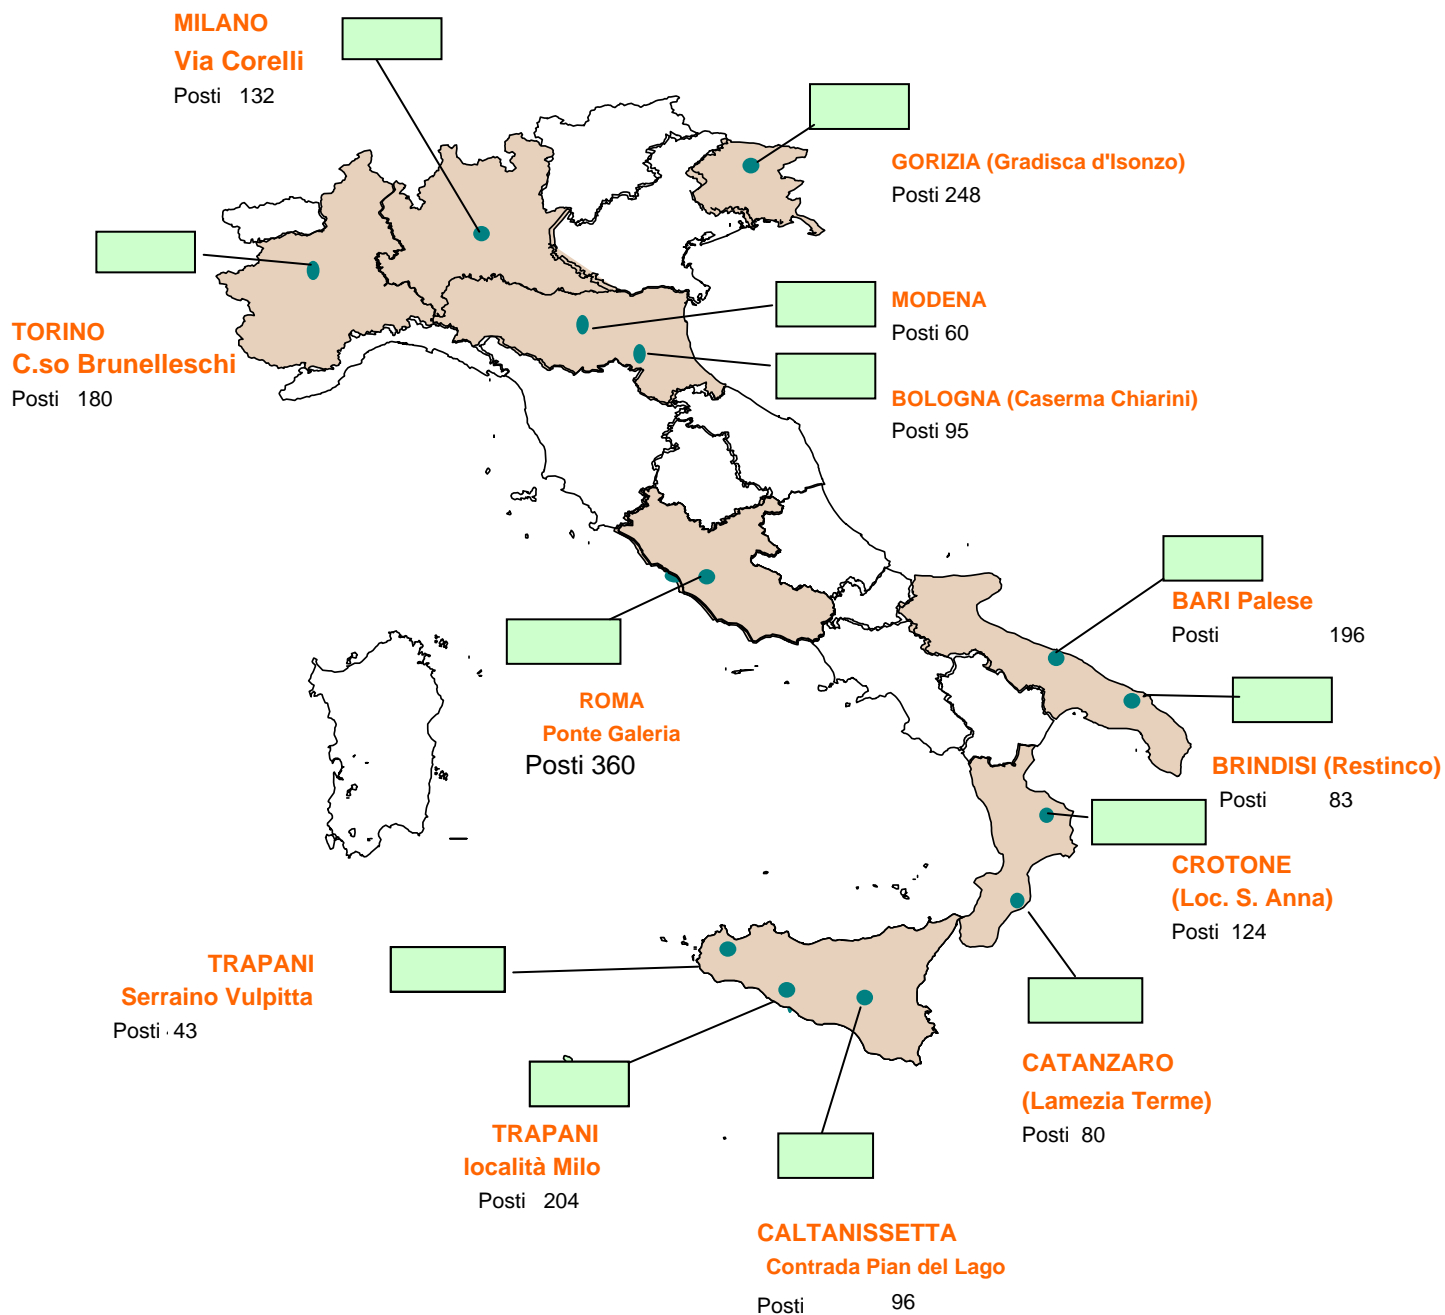 MILANO
Via Corelli
Posti 132
GORIZIA (Gradisca d'Isonzo)
Posti 248
MODENA
Posti 60
TORINO
C.so Brunelleschi
Posti 180
BOLOGNA (Caserma Chiarini)
Posti 95
BARI Palese
Posti 196
ROMA
Ponte Galeria
Posti 360
BRINDISI (Restinco)
Posti 83
CROTONE
(Loc. S. Anna)
Posti 124
TRAPANI
Serraino Vulpitta
Posti 43
CATANZARO
(Lamezia Terme)
Posti 80
TRAPANI
località Milo
Posti 204
CALTANISSETTA
Contrada Pian del Lago
Posti 96